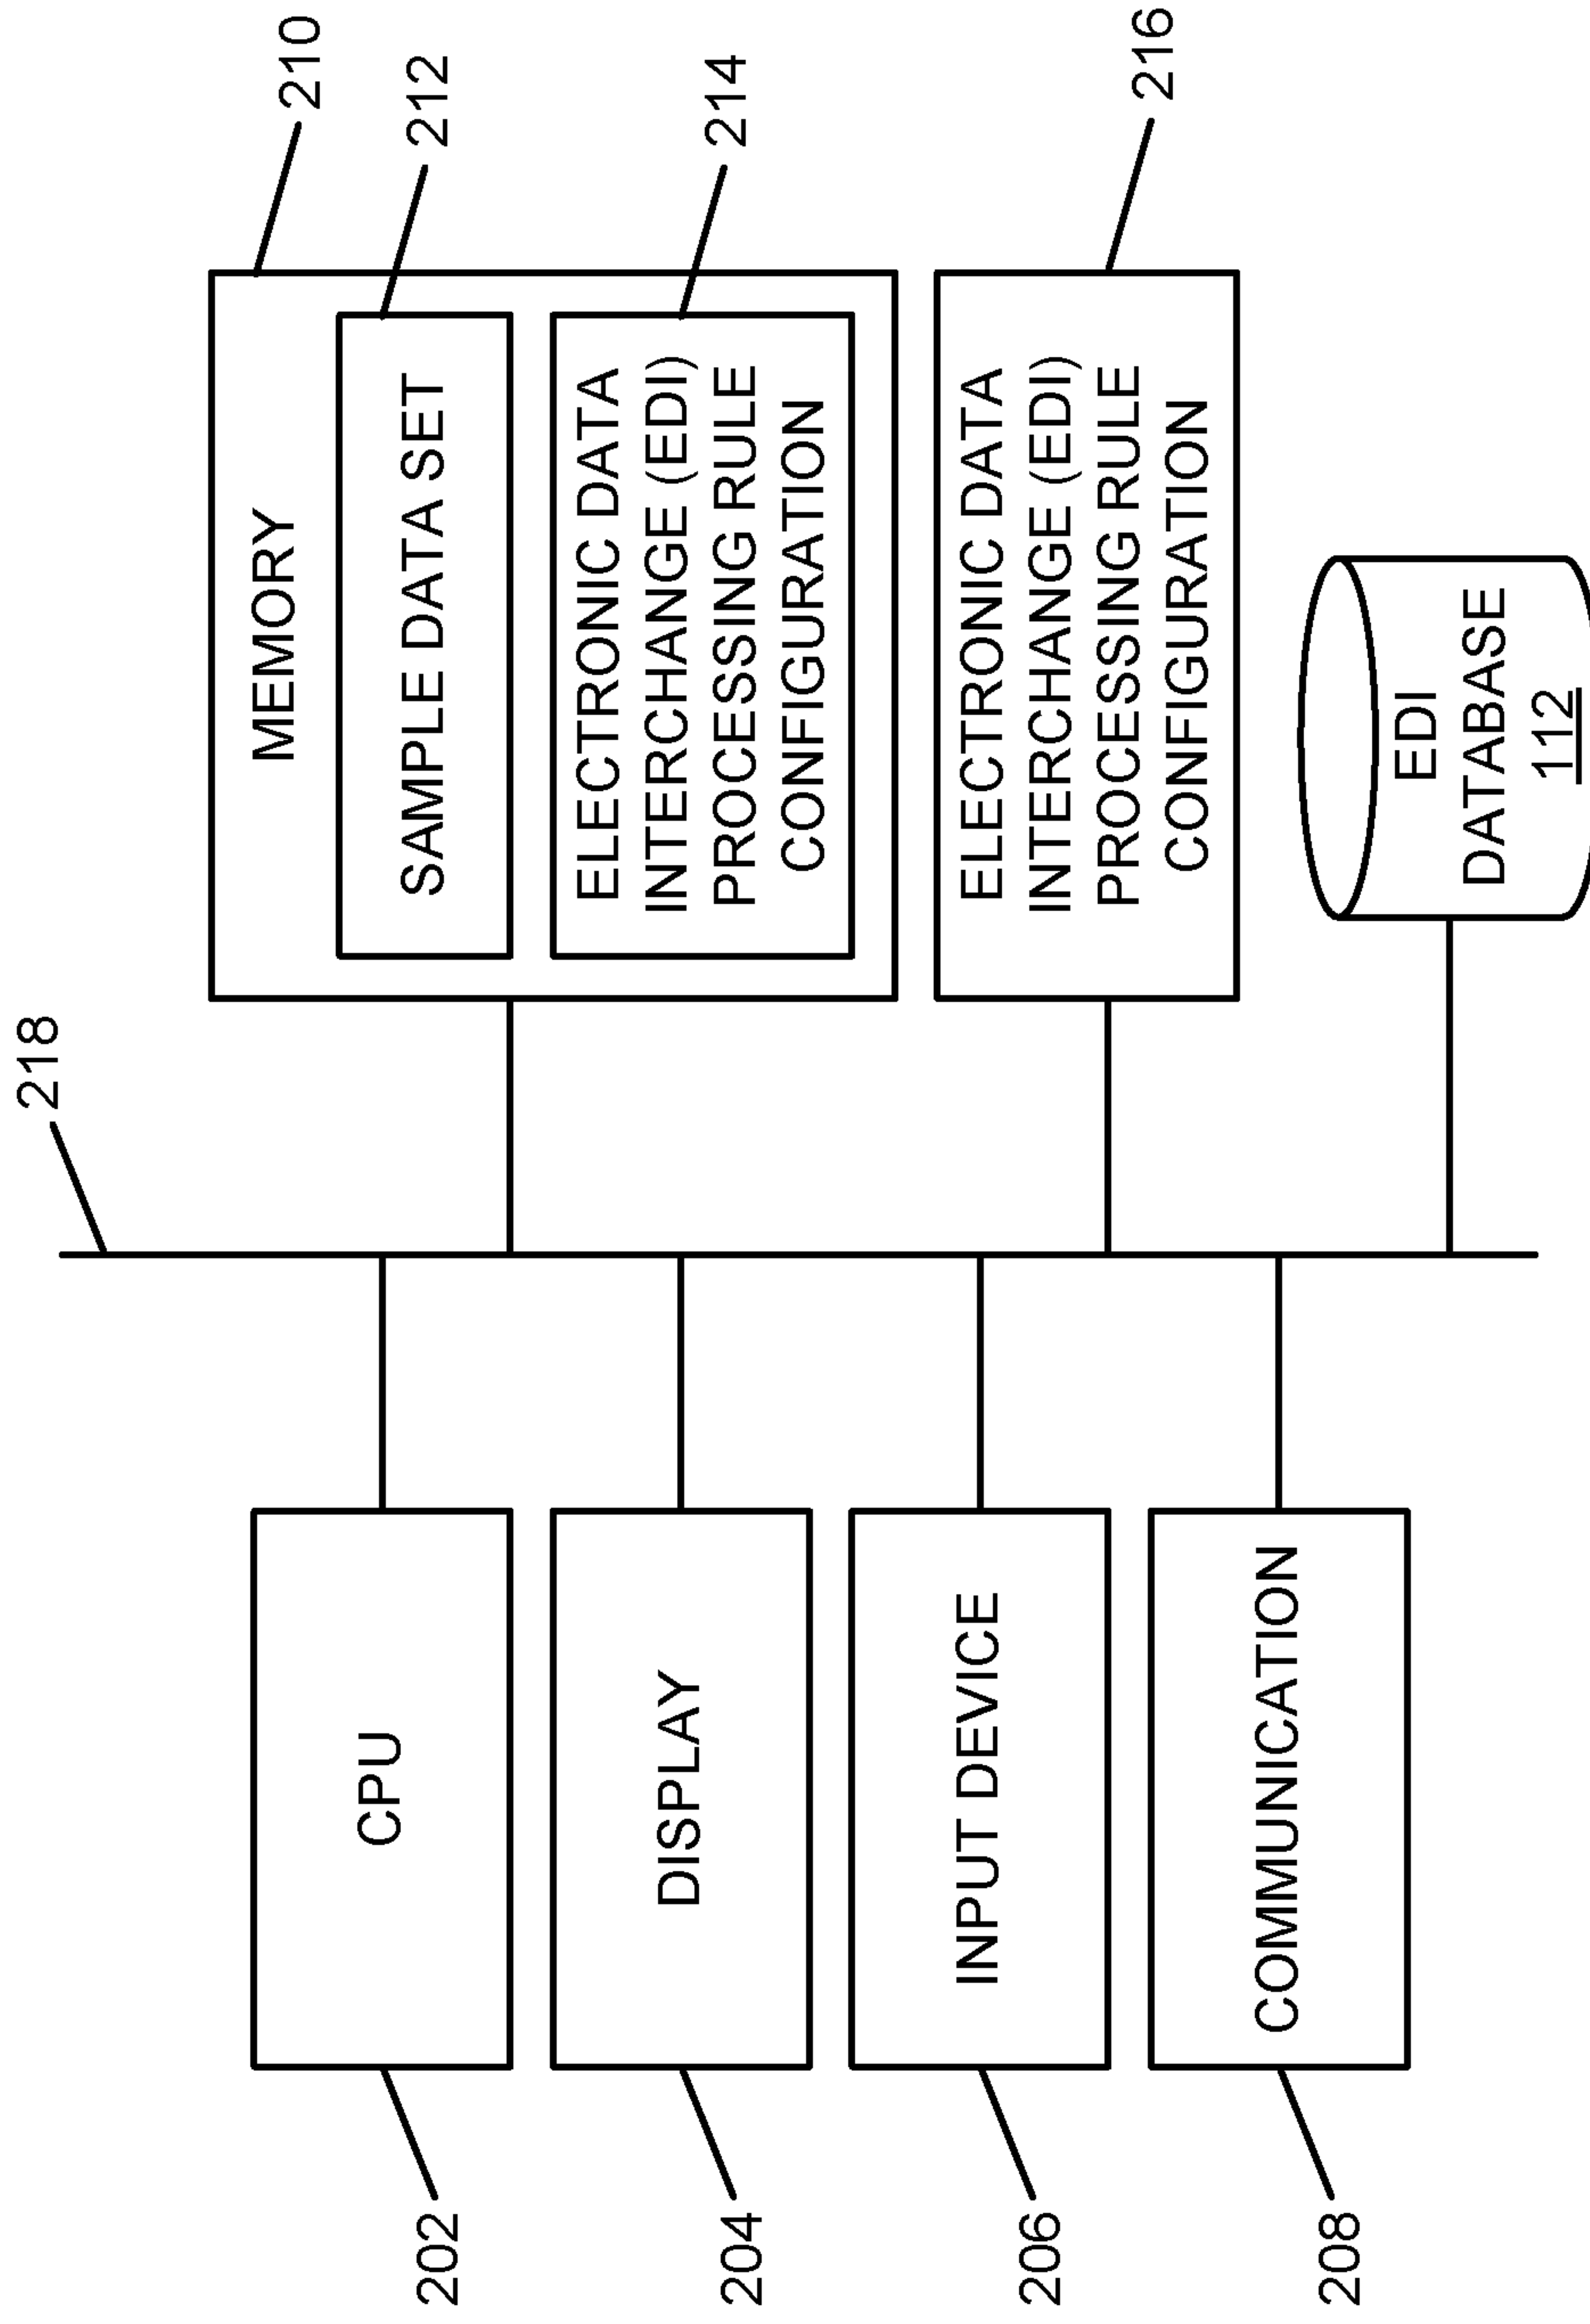 218
CPU
202
DISPLAY
204
INPUT DEVICE
206
COMMUNICATION
208
MEMORY
210
SAMPLE DATA SET
212
ELECTRONIC DATA
INTERCHANGE (EDI)
PROCESSING RULE
CONFIGURATION
214
ELECTRONIC DATA
INTERCHANGE (EDI)
PROCESSING RULE
CONFIGURATION
216
EDI
DATABASE
112